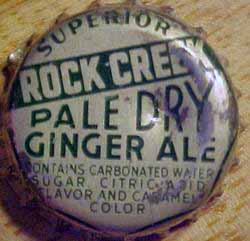 SUPERIOR
ROCK CREEK
PALE DRY
GINGER ALE
CONTAINS CARBONATED WATER
SUGAR CITRIC ACID
FLAVOR AND CARAMEL
COLOR